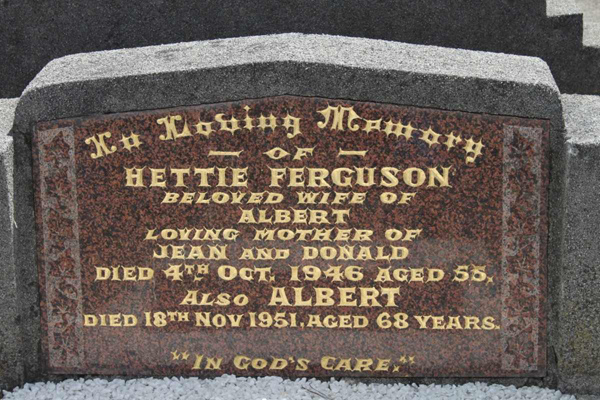 In Loving Memory
— OF —
HETTIE FERGUSON
BELOVED WIFE OF
ALBERT
LOVING MOTHER OF
JEAN AND DONALD
DIED 4TH OCT. 1946 AGED 55.
ALSO ALBERT
DIED 18TH NOV 1951. AGED 68 YEARS.
"IN GOD'S CARE."